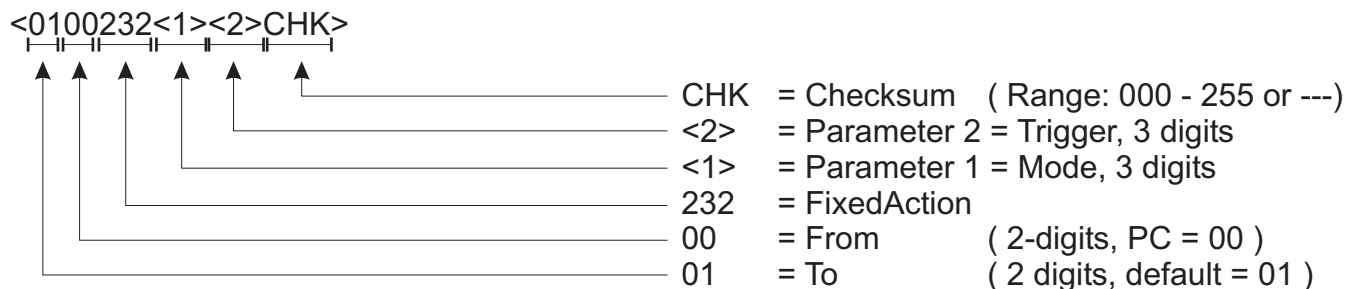 <0100232<1><2>CHK>
CHK = Checksum ( Range: 000 - 255 or ---)
<2> = Parameter 2 = Trigger, 3 digits
<1> = Parameter 1 = Mode, 3 digits
232 = FixedAction
00 = From ( 2-digits, PC = 00 )
01 = To ( 2 digits, default = 01 )